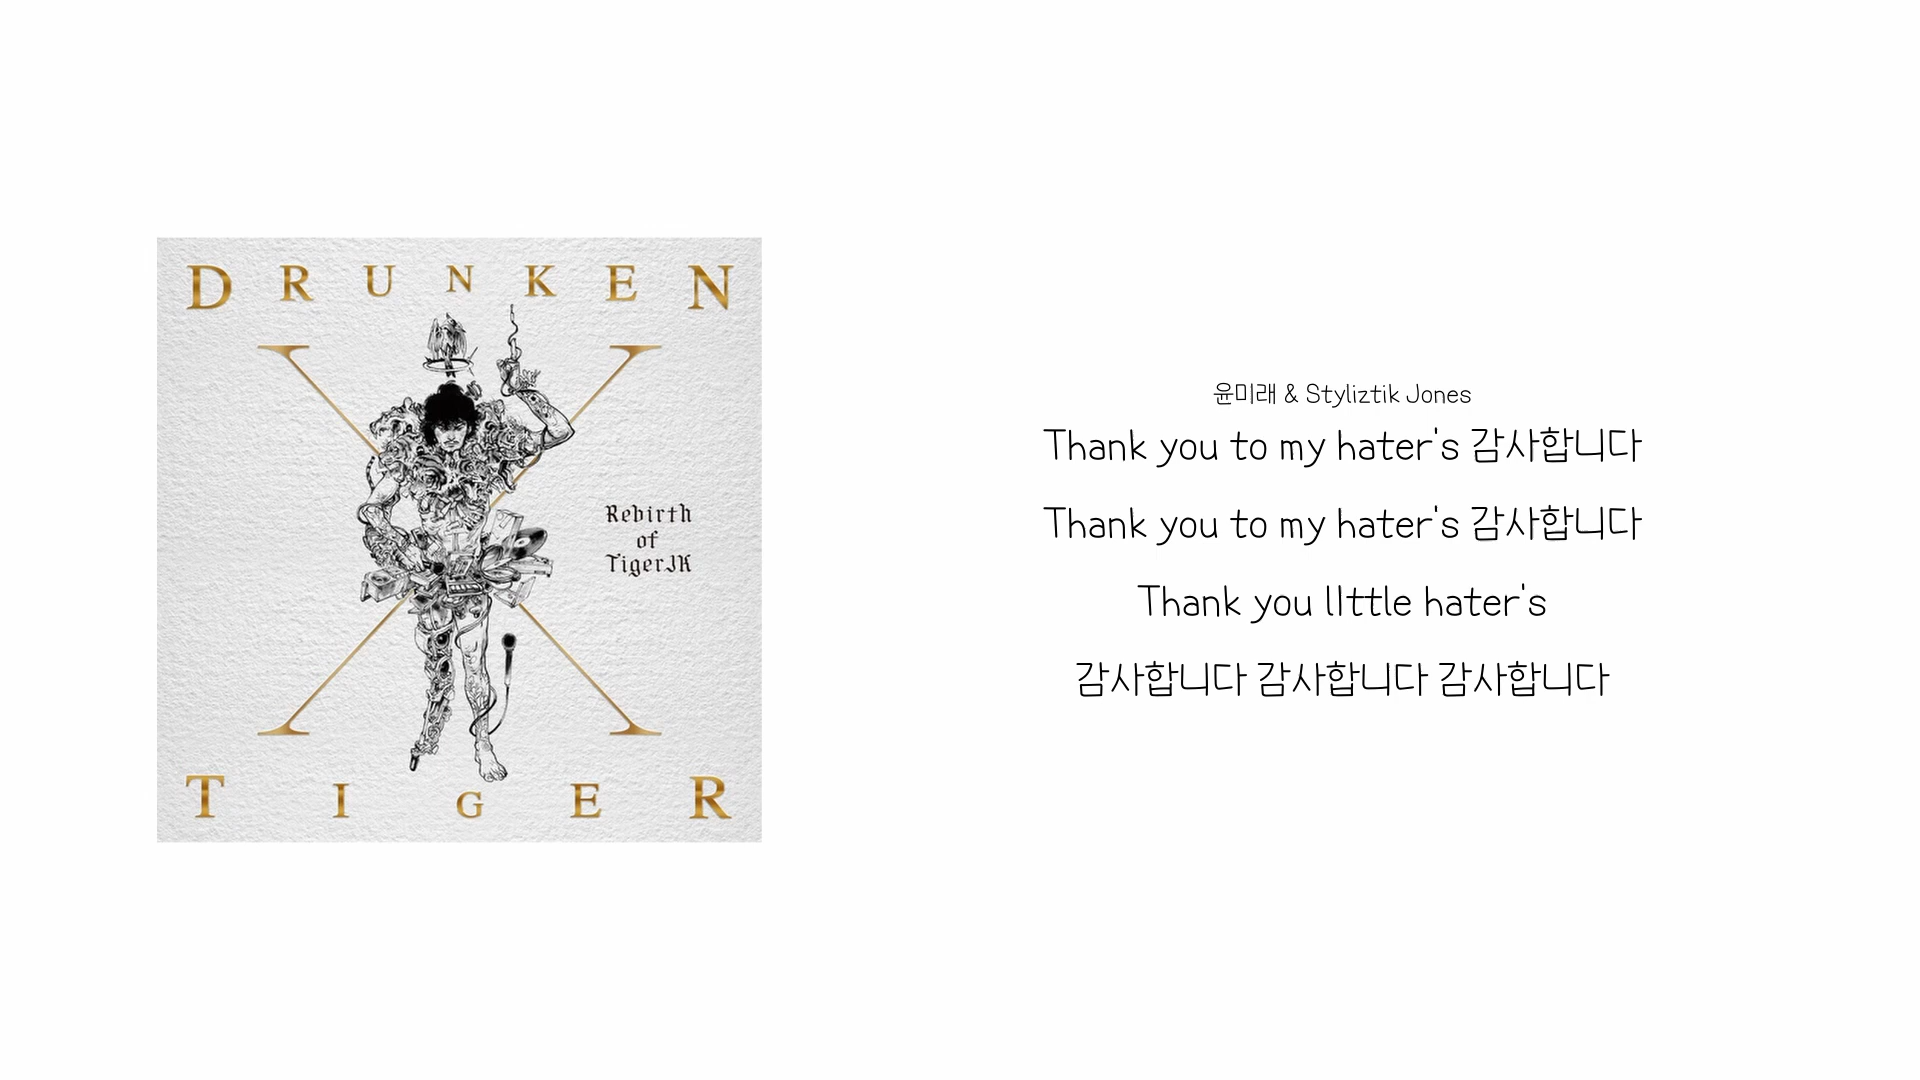 DRUNKEN
X
Rebirth
of
TigerJK
TIGER
윤미래 & Styliztik Jones
Thank you to my hater's 감사합니다
Thank you to my hater's 감사합니다
Thank you lIttle hater's
감사합니다 감사합니다 감사합니다